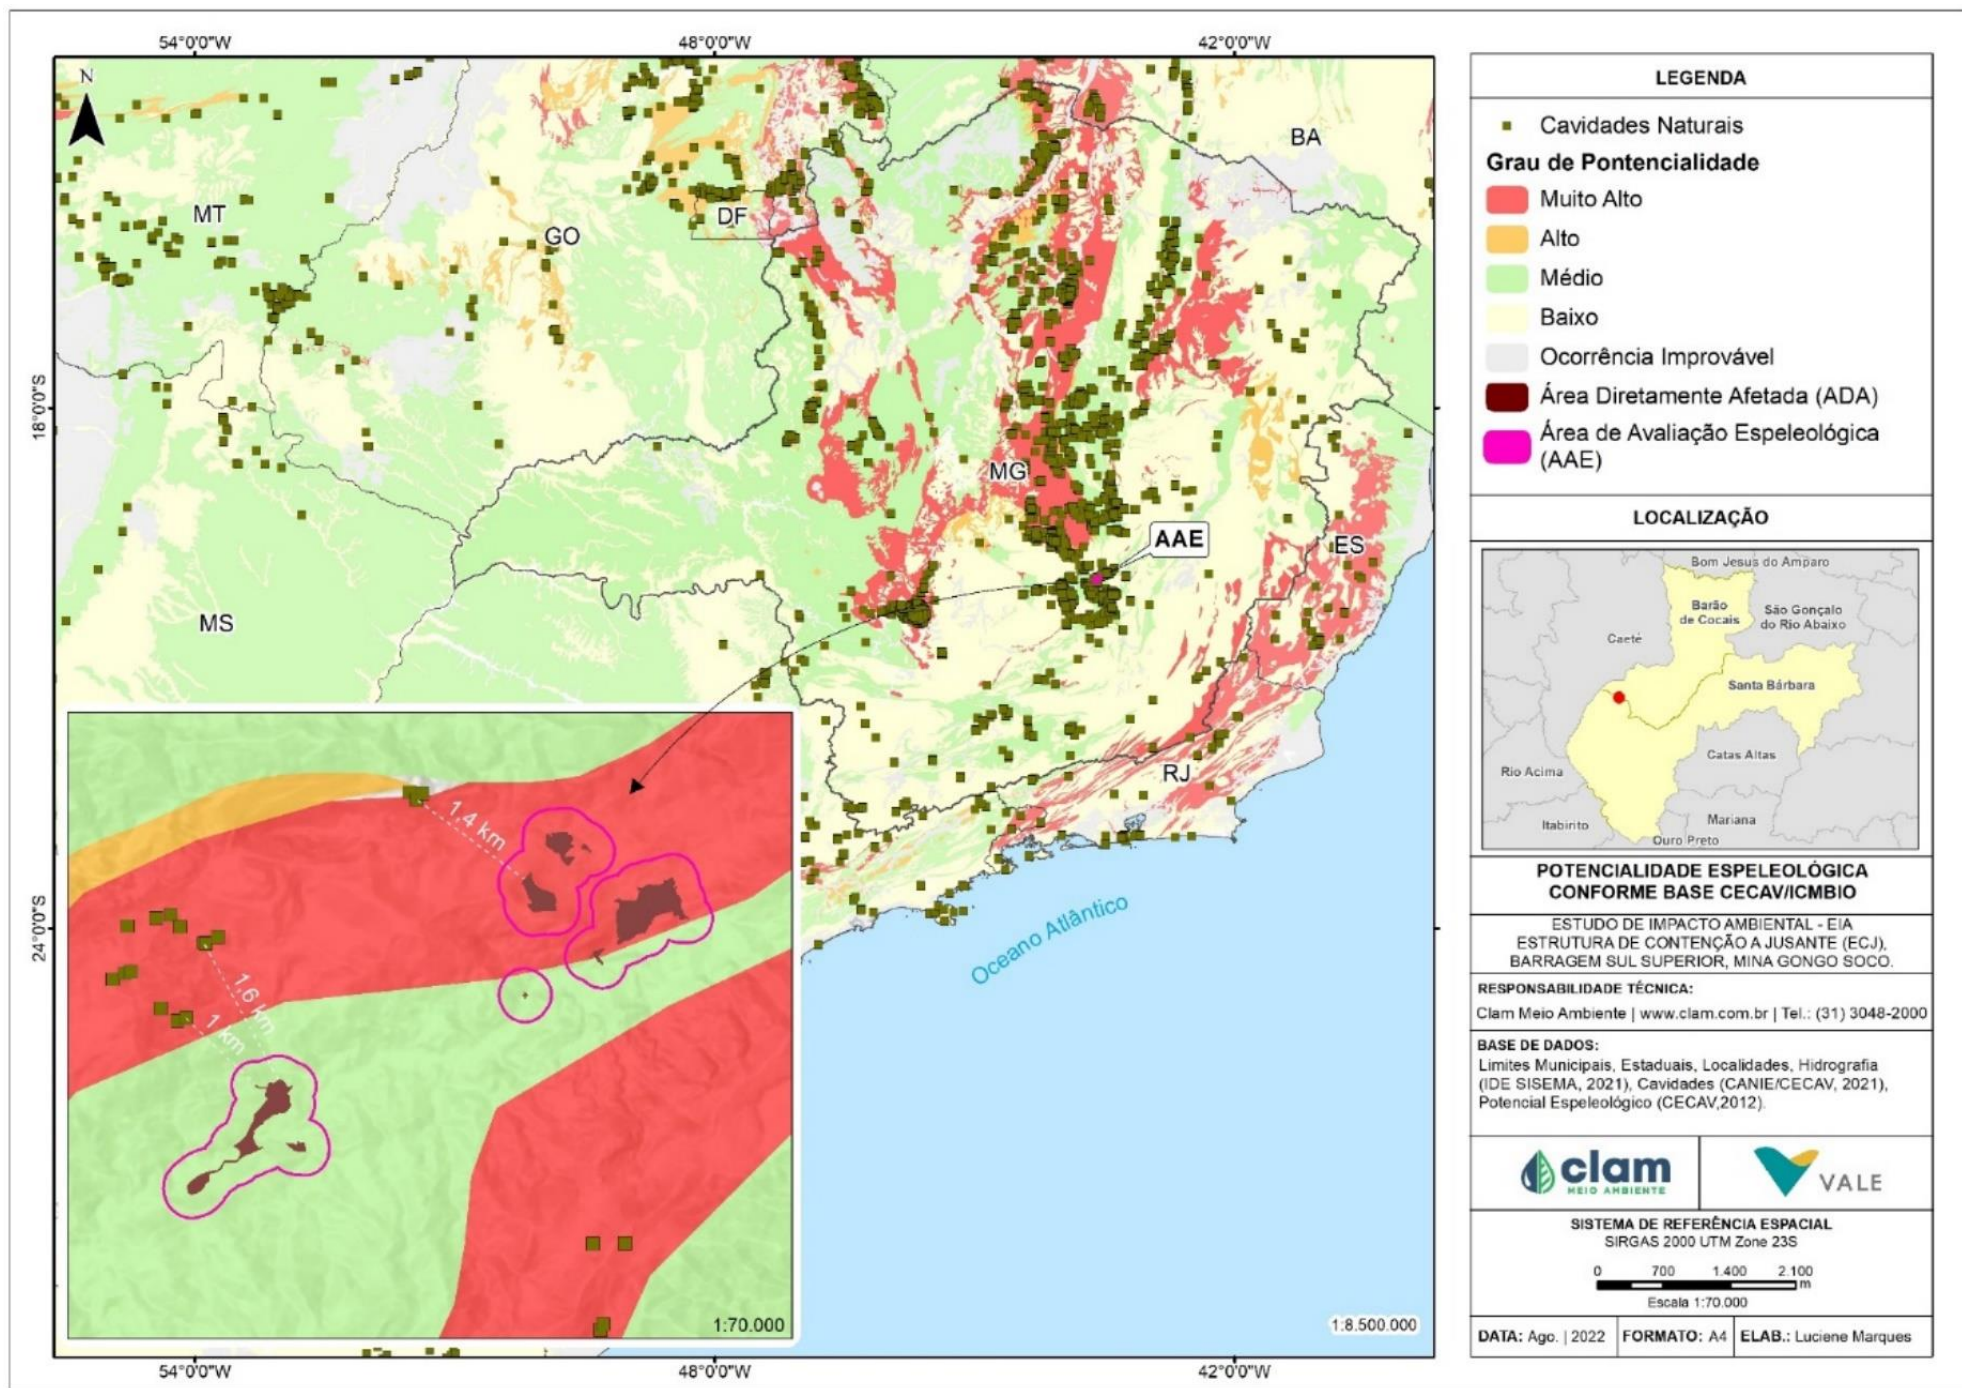 54°0'0"W
48°0'0"W
42°0'0"W
N
18°0'0"S
24°0'0"S
MT
GO
DF
BA
MG
ES
MS
RJ
AAE
Oceano Atlântico
1,4 km
1,6 km
1 km
1:70.000
1:8.500.000
54°0'0"W
48°0'0"W
42°0'0"W
LEGENDA
Cavidades Naturais
Grau de Pontencialidade
Muito Alto
Alto
Médio
Baixo
Ocorrência Improvável
Área Diretamente Afetada (ADA)
Área de Avaliação Espeleológica
(AAE)
LOCALIZAÇÃO
Bom Jesus do Amparo
Barão
de Cocais
São Gonçalo
do Rio Abaixo
Caeté
Santa Bárbara
Catas Altas
Rio Acima
Mariana
Itabirito
Ouro Preto
POTENCIALIDADE ESPELEOLÓGICA
CONFORME BASE CECAV/ICMBIO
ESTUDO DE IMPACTO AMBIENTAL - EIA
ESTRUTURA DE CONTENÇÃO A JUSANTE (ECJ),
BARRAGEM SUL SUPERIOR, MINA GONGO SOCO.
RESPONSABILIDADE TÉCNICA:
Clam Meio Ambiente | www.clam.com.br | Tel.: (31) 3048-2000
BASE DE DADOS:
Limites Municipais, Estaduais, Localidades, Hidrografia
(IDE SISEMA, 2021), Cavidades (CANIE/CECAV, 2021),
Potencial Espeleológico (CECAV,2012).
clam
MEIO AMBIENTE
VALE
SISTEMA DE REFERÊNCIA ESPACIAL
SIRGAS 2000 UTM Zone 23S
0 700 1.400 2.100
m
Escala 1:70.000
DATA: Ago. | 2022 FORMATO: A4 ELAB.: Luciene Marques